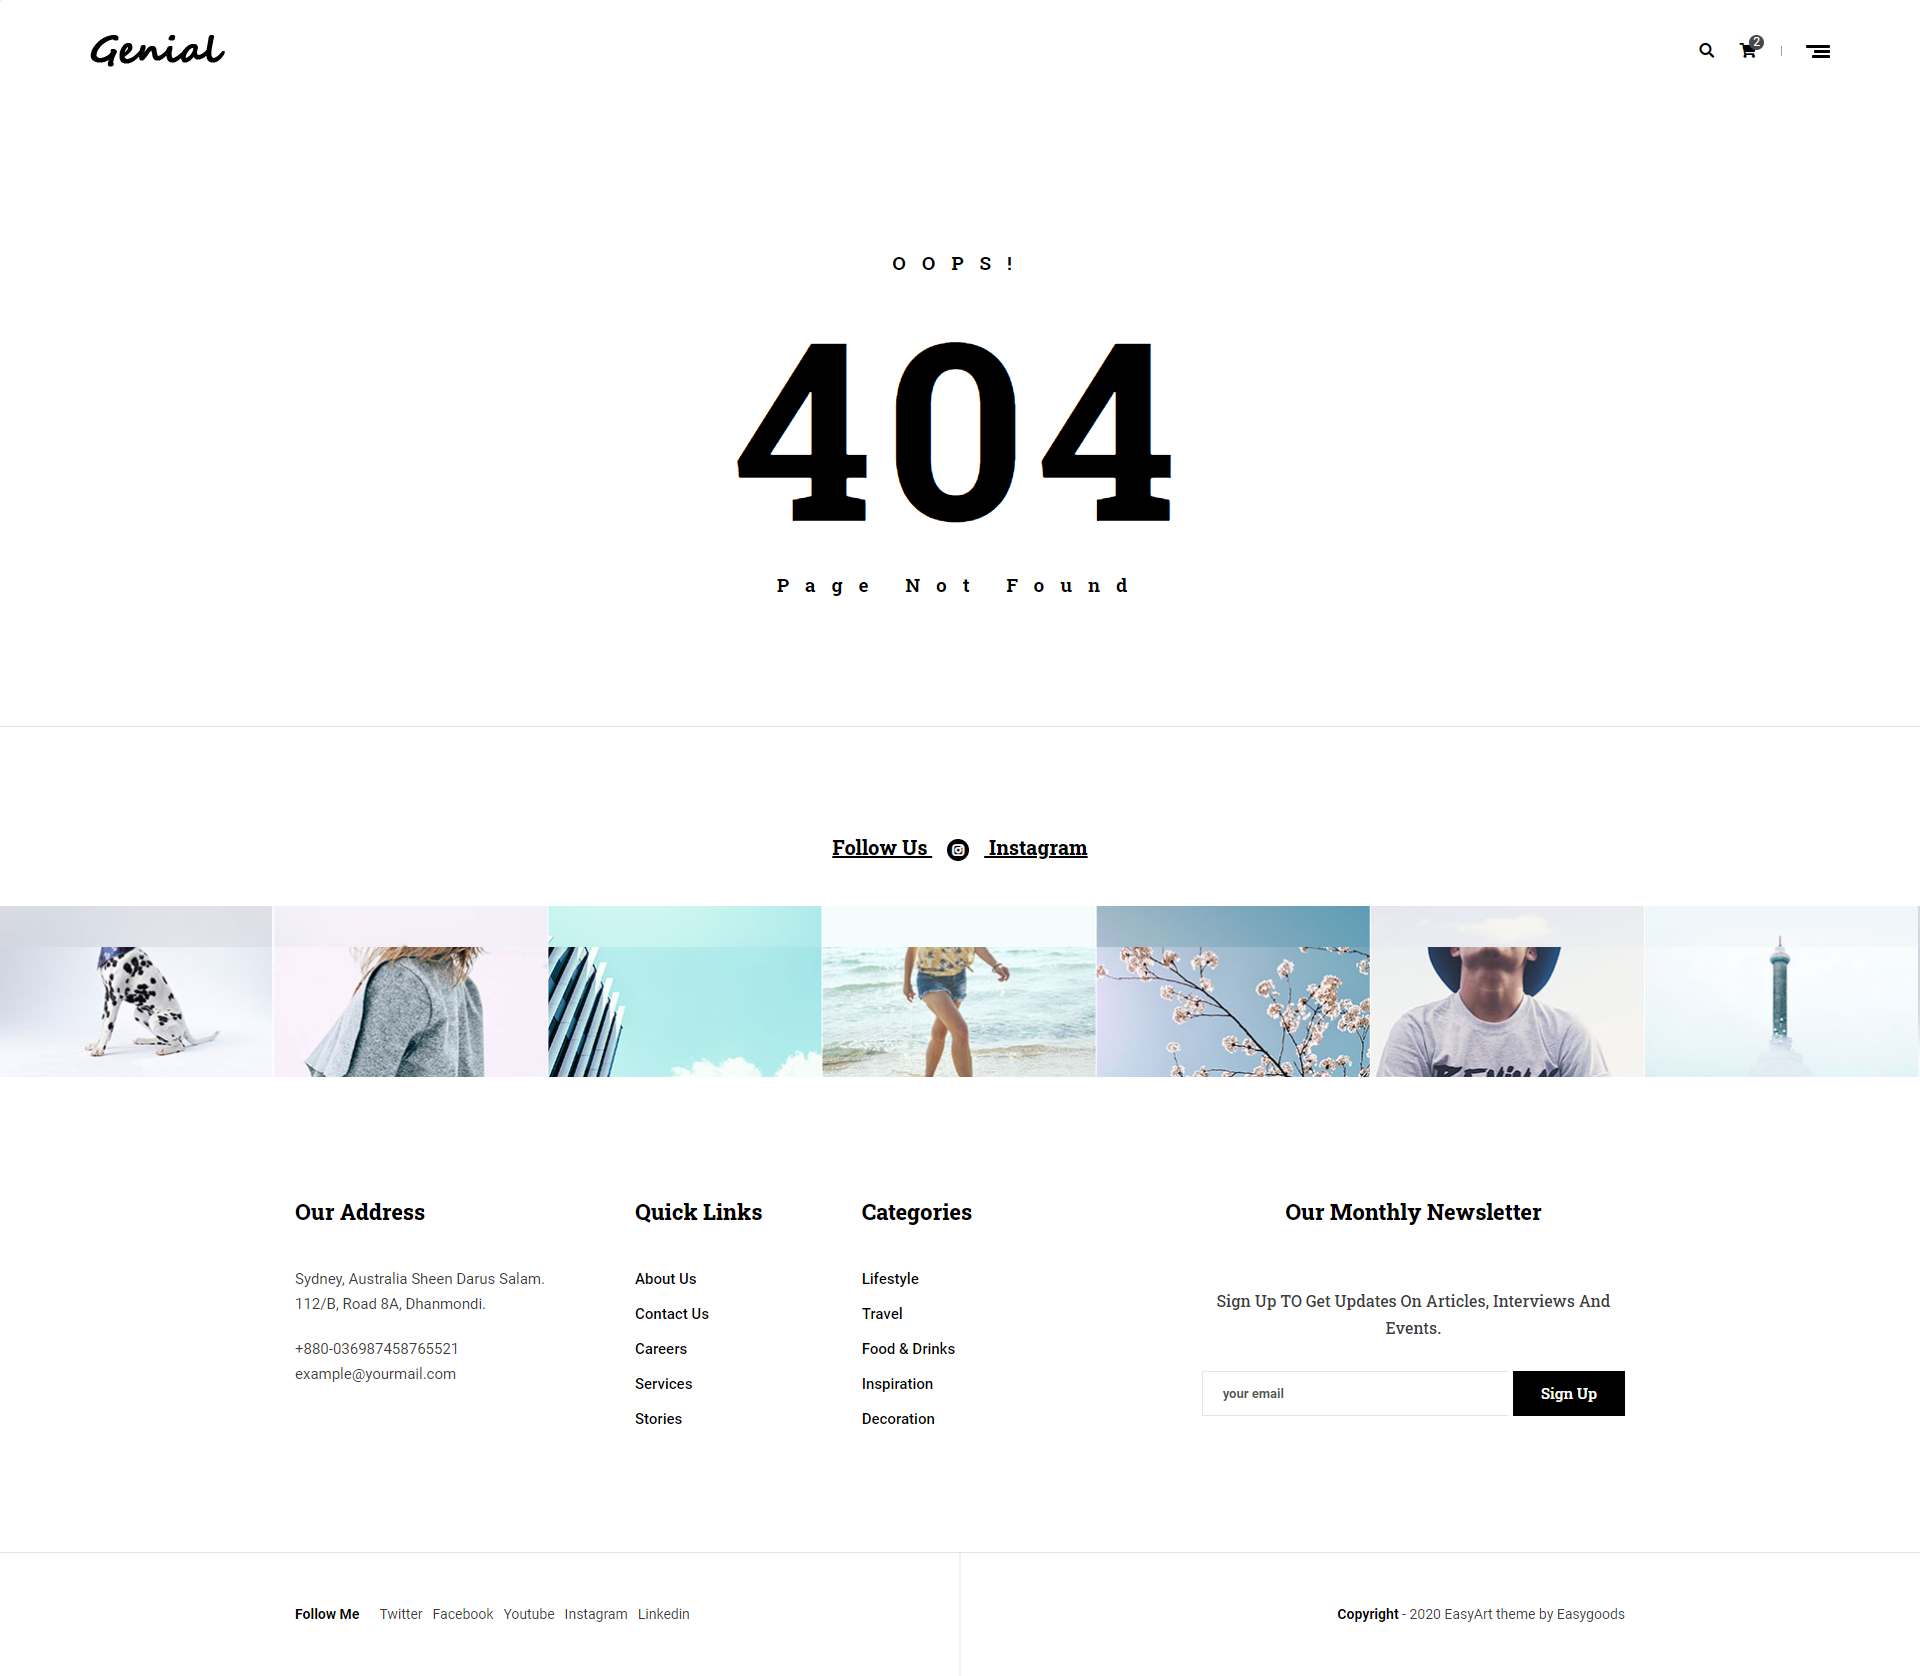 Genial
2
OOPS!
404
Page Not Found
Follow Us Instagram
Our Address
Sydney, Australia Sheen Darus Salam.
112/B, Road 8A, Dhanmondi.
+880-036987458765521
example@yourmail.com
Quick Links
About Us
Contact Us
Careers
Services
Stories
Categories
Lifestyle
Travel
Food & Drinks
Inspiration
Decoration
Our Monthly Newsletter
Sign Up TO Get Updates On Articles, Interviews And
Events.
your email
Sign Up
Follow Me Twitter Facebook Youtube Instagram Linkedin
Copyright - 2020 EasyArt theme by Easygoods